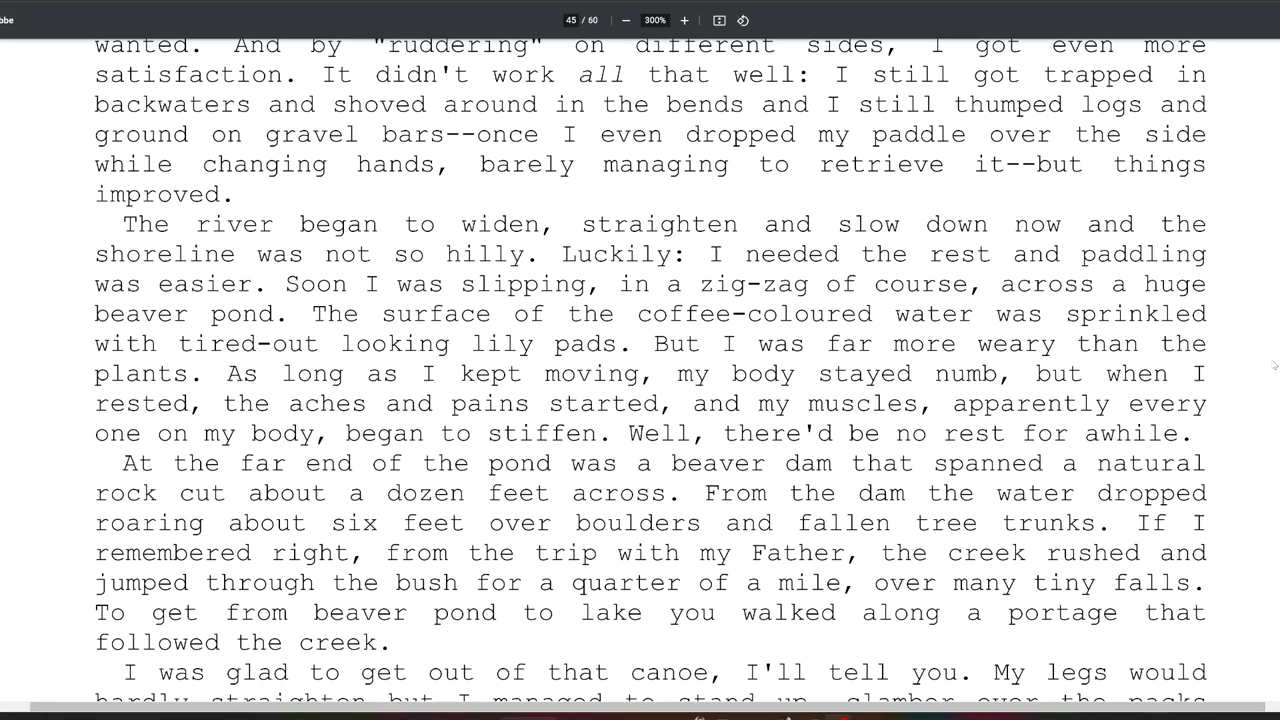 bbe
45 / 60
300%
wanted. And by "ruddering" on different sides, I got even more
satisfaction. It didn't work all that well: I still got trapped in
backwaters and shoved around in the bends and I still thumped logs and
ground on gravel bars--once I even dropped my paddle over the side
while changing hands, barely managing to retrieve it--but things
improved.
The river began to widen, straighten and slow down now and the
shoreline was not so hilly. Luckily: I needed the rest and paddling
was easier. Soon I was slipping, in a zig-zag of course, across a huge
beaver pond. The surface of the coffee-coloured water was sprinkled
with tired-out looking lily pads. But I was far more weary than the
plants. As long as I kept moving, my body stayed numb, but when I
rested, the aches and pains started, and my muscles, apparently every
one on my body, began to stiffen. Well, there'd be no rest for awhile.
At the far end of the pond was a beaver dam that spanned a natural
rock cut about a dozen feet across. From the dam the water dropped
roaring about six feet over boulders and fallen tree trunks. If I
remembered right, from the trip with my Father, the creek rushed and
jumped through the bush for a quarter of a mile, over many tiny falls.
To get from beaver pond to lake you walked along a portage that
followed the creek.
I was glad to get out of that canoe, I'll tell you. My legs would
hardly straighten but I managed to stand up, clamber over the packs